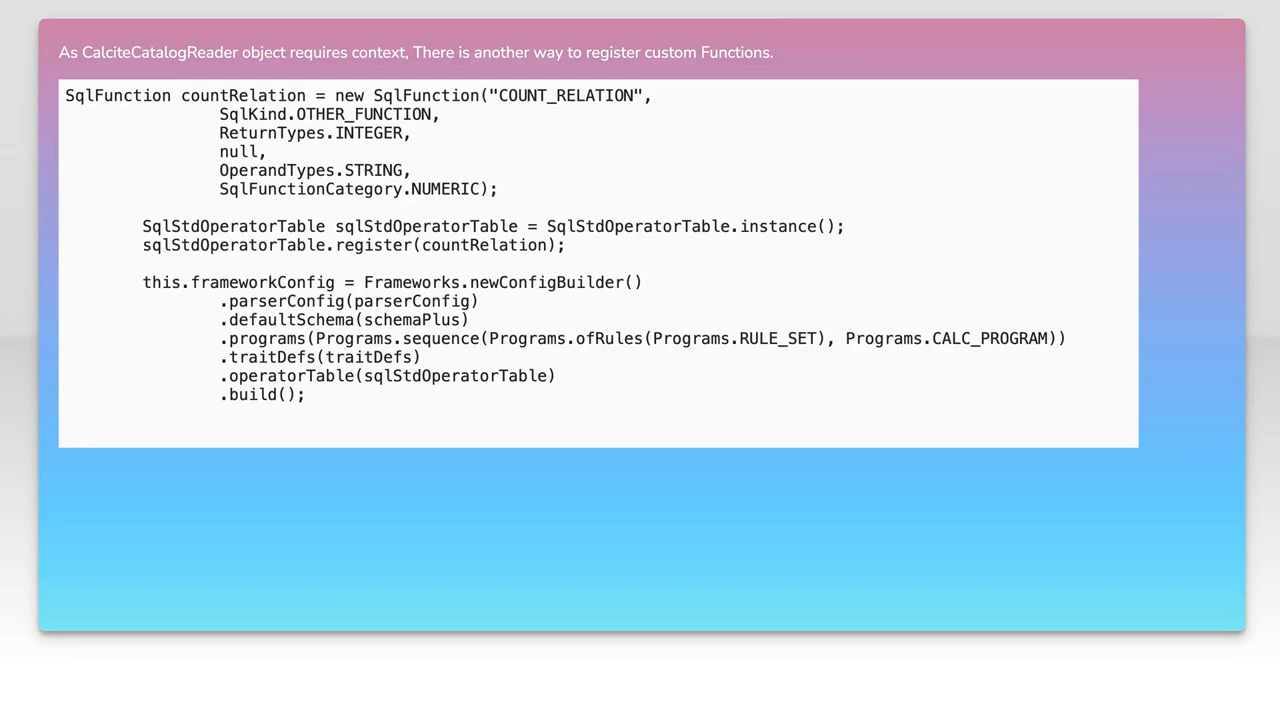 As CalciteCatalogReader object requires context, There is another way to register custom Functions.
SqlFunction countRelation = new SqlFunction("COUNT_RELATION",
SqlKind.OTHER_FUNCTION,
ReturnTypes.INTEGER,
null,
OperandTypes.STRING,
SqlFunctionCategory.NUMERIC);
SqlStdOperatorTable sqlStdOperatorTable = SqlStdOperatorTable.instance();
sqlStdOperatorTable.register(countRelation);
this.frameworkConfig = Frameworks.newConfigBuilder()
.parserConfig(parserConfig)
.defaultSchema(schemaPlus)
.programs(Programs.sequence(Programs.ofRules(Programs.RULE_SET), Programs.CALC_PROGRAM))
.traitDefs(traitDefs)
.operatorTable(sqlStdOperatorTable)
.build();